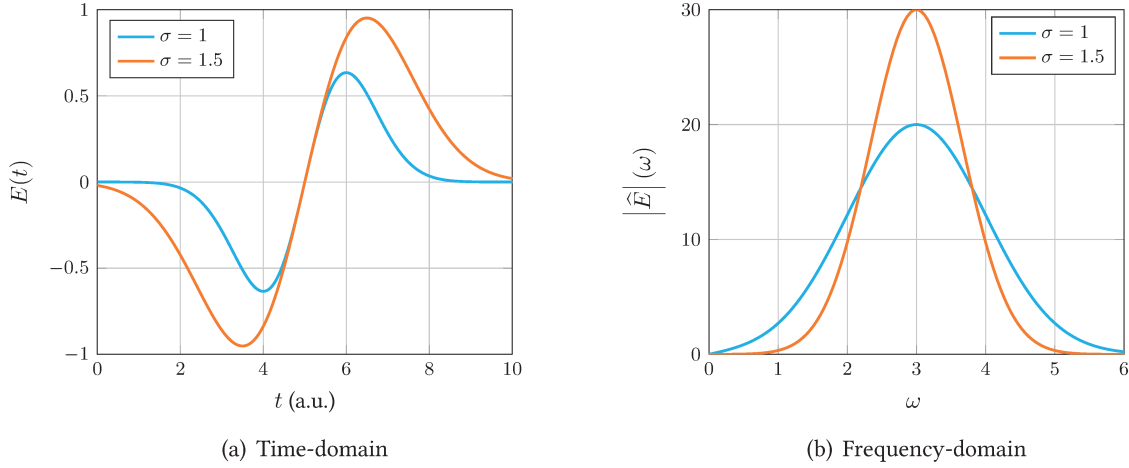 σ = 1
σ = 1.5
1
0.5
0
−0.5
−1
E(t)
0 2 4 6 8 10
t (a.u.)
(a) Time-domain
σ = 1
σ = 1.5
30
20
10
0
|Ê| (ω)
0 1 2 3 4 5 6
ω
(b) Frequency-domain